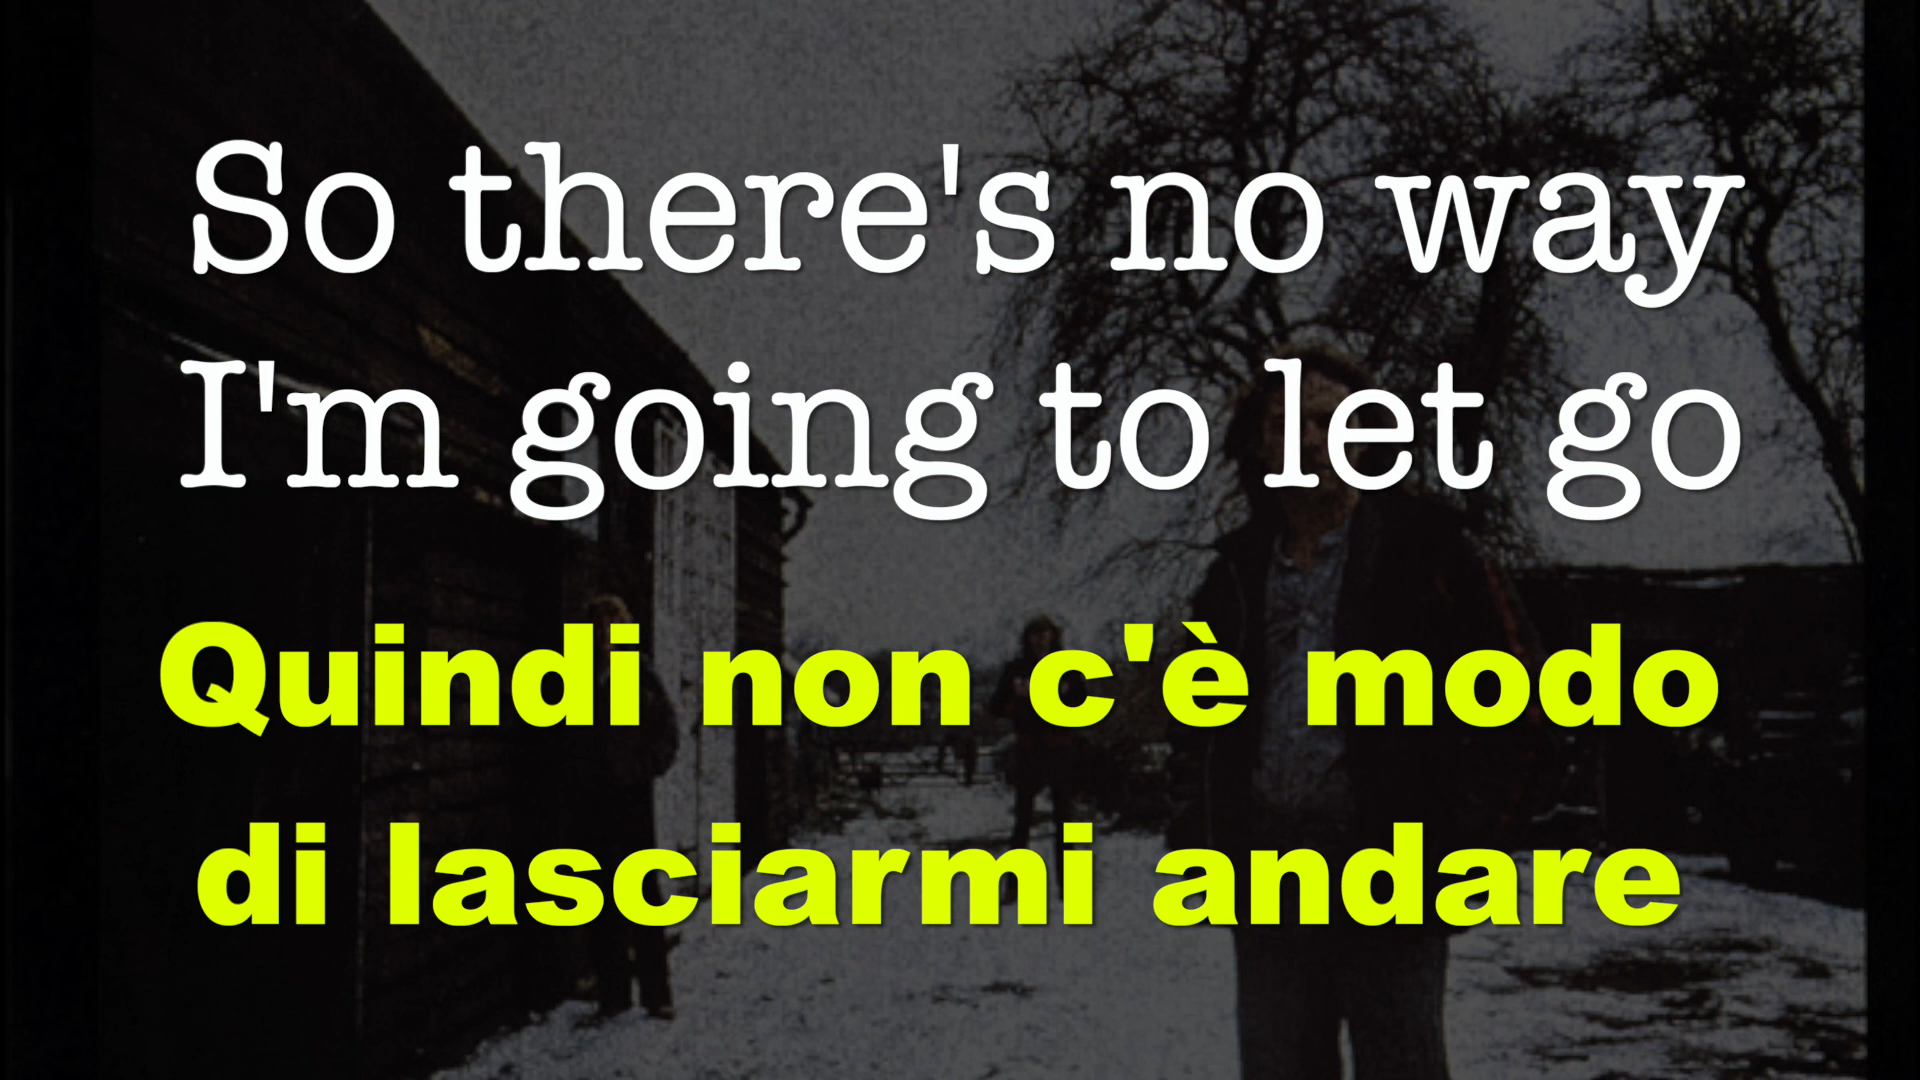 So there's no way
I'm going to let go
Quindi non c'è modo
di lasciarmi andare